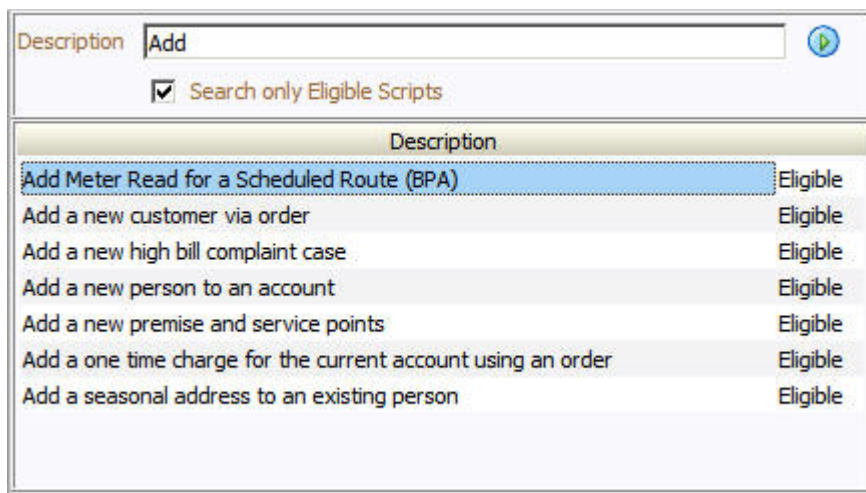 Description Add
Search only Eligible Scripts
Description
Add Meter Read for a Scheduled Route (BPA) Eligible
Add a new customer via order Eligible
Add a new high bill complaint case Eligible
Add a new person to an account Eligible
Add a new premise and service points Eligible
Add a one time charge for the current account using an order Eligible
Add a seasonal address to an existing person Eligible